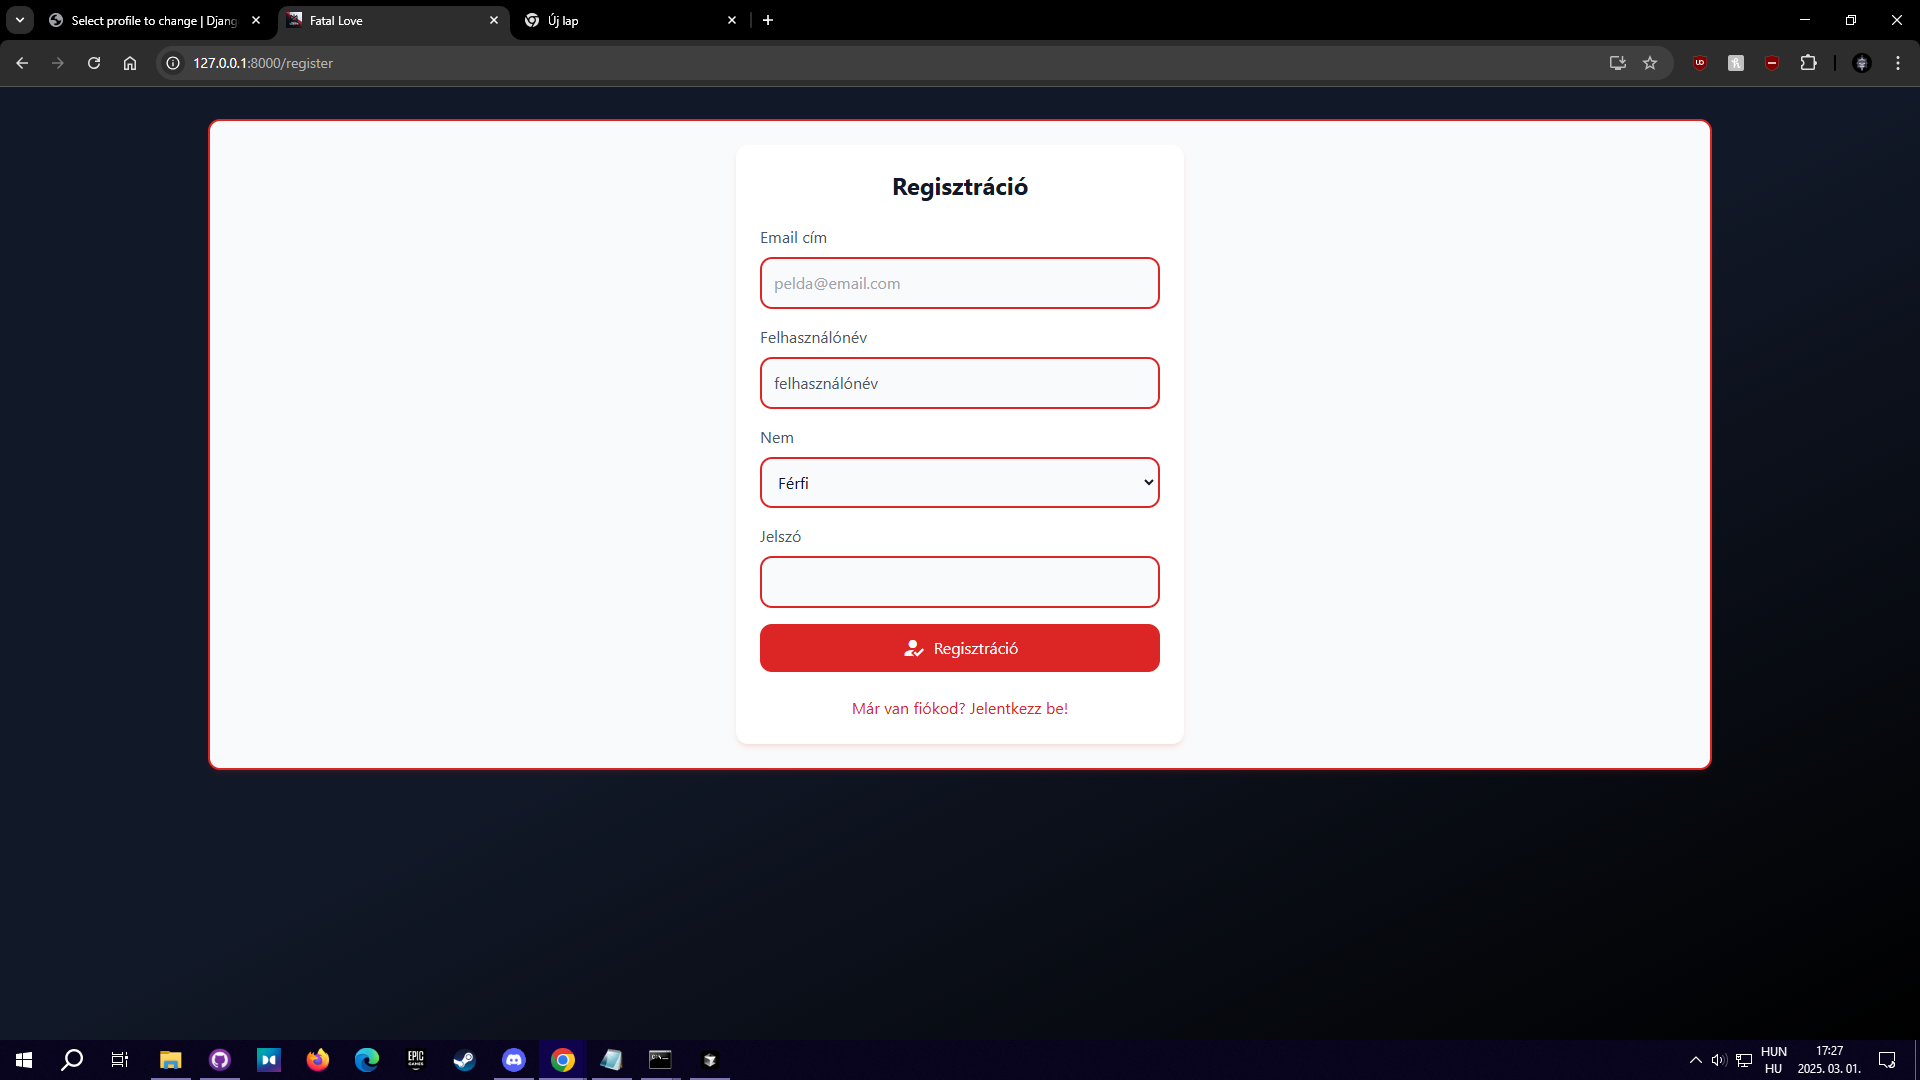 Select profile to change | Djang
Fatal Love
Új lap
127.0.0.1:8000/register
Regisztráció
Email cím
pelda@email.com
Felhasználónév
felhasználónév
Nem
Férfi
Jelszó
Regisztráció
Már van fiókod? Jelentkezz be!
EPIC
GAMES
HUN
HU
17:27
2025. 03. 01.